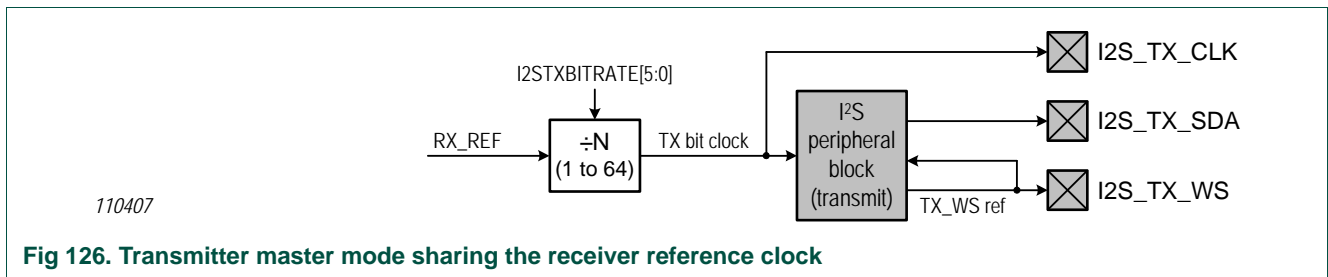 I2S_TX_CLK
I2STXBITRATE[5:0]
RX_REF
÷N
(1 to 64)
TX bit clock
I2S
peripheral
block
(transmit)
I2S_TX_SDA
TX_WS ref
I2S_TX_WS
110407
Fig 126. Transmitter master mode sharing the receiver reference clock